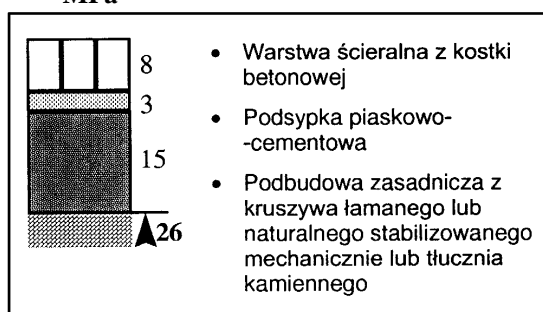 8
3
15
26
• Warstwa ścieralna z kostki
betonowej
• Podsypka piaskowo-
-cementowa
• Podbudowa zasadnicza z
kruszywa łamanego lub
naturalnego stabilizowanego
mechanicznie lub tłucznia
kamiennego